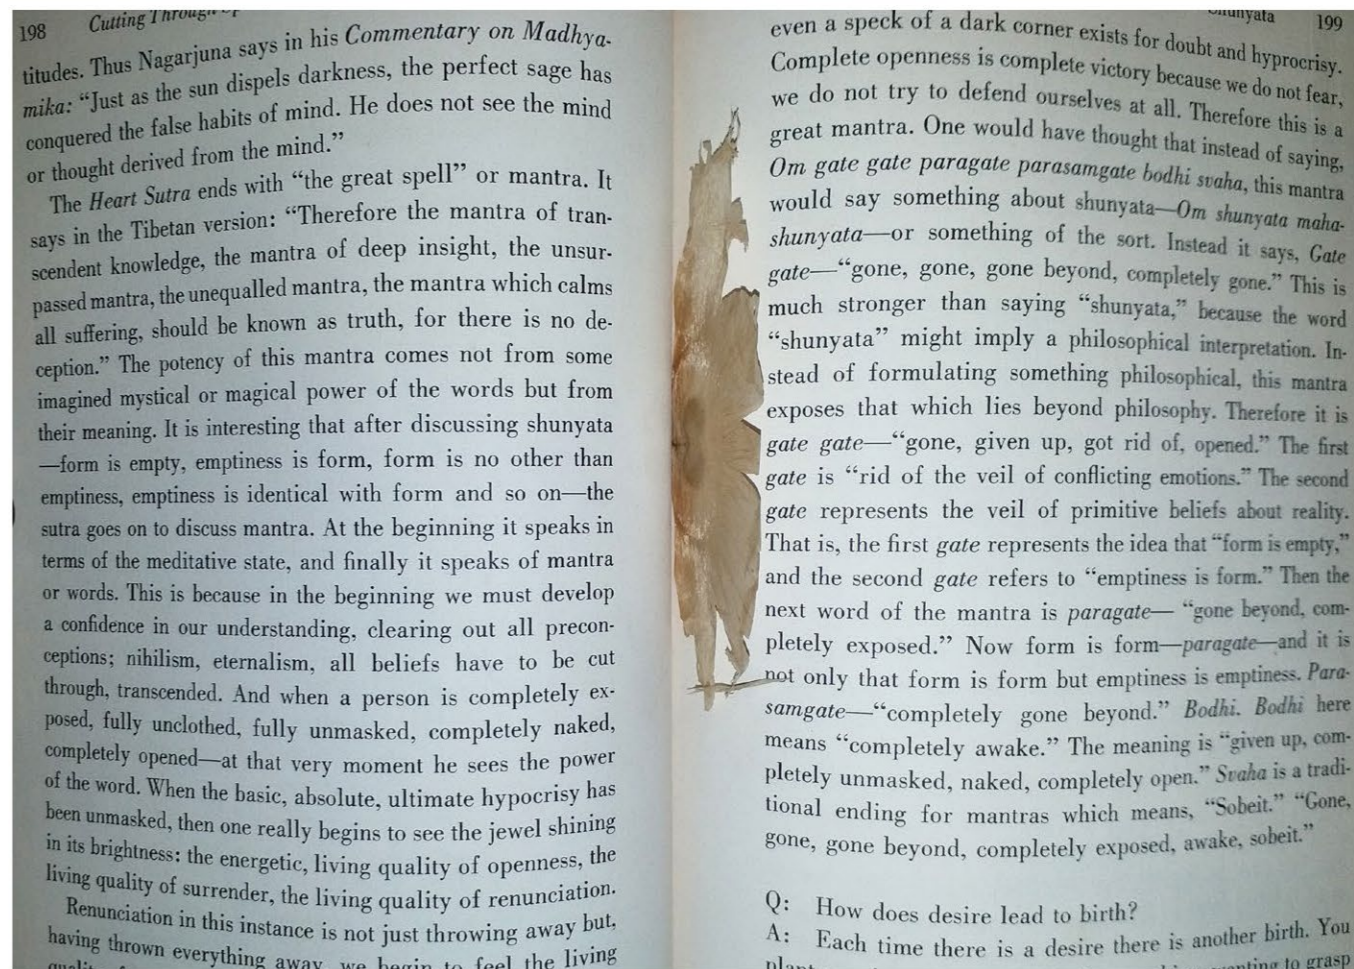 198 Cutting Through Sp
titudes. Thus Nagarjuna says in his Commentary on Madhya-
mika: “Just as the sun dispels darkness, the perfect sage has
conquered the false habits of mind. He does not see the mind
or thought derived from the mind.”
The Heart Sutra ends with “the great spell” or mantra. It
says in the Tibetan version: “Therefore the mantra of tran-
scendent knowledge, the mantra of deep insight, the unsur-
passed mantra, the unequalled mantra, the mantra which calms
all suffering, should be known as truth, for there is no de-
ception.” The potency of this mantra comes not from some
imagined mystical or magical power of the words but from
their meaning. It is interesting that after discussing shunyata
—form is empty, emptiness is form, form is no other than
emptiness, emptiness is identical with form and so on—the
sutra goes on to discuss mantra. At the beginning it speaks in
terms of the meditative state, and finally it speaks of mantra
or words. This is because in the beginning we must develop
a confidence in our understanding, clearing out all precon-
ceptions; nihilism, eternalism, all beliefs have to be cut
through, transcended. And when a person is completely ex-
posed, fully unclothed, fully unmasked, completely naked,
completely opened—at that very moment he sees the power
of the word. When the basic, absolute, ultimate hypocrisy has
been unmasked, then one really begins to see the jewel shining
in its brightness: the energetic, living quality of openness, the
living quality of surrender, the living quality of renunciation.
Renunciation in this instance is not just throwing away but,
having thrown everything away, we begin to feel the living
Shunyata 199
even a speck of a dark corner exists for doubt and hyprocrisy.
Complete openness is complete victory because we do not fear,
we do not try to defend ourselves at all. Therefore this is a
great mantra. One would have thought that instead of saying,
Om gate gate paragate parasamgate bodhi svaha, this mantra
would say something about shunyata—Om shunyata maha-
shunyata—or something of the sort. Instead it says, Gate
gate—“gone, gone, gone beyond, completely gone.” This is
much stronger than saying “shunyata,” because the word
“shunyata” might imply a philosophical interpretation. In-
stead of formulating something philosophical, this mantra
exposes that which lies beyond philosophy. Therefore it is
gate gate—“gone, given up, got rid of, opened.” The first
gate is “rid of the veil of conflicting emotions.” The second
gate represents the veil of primitive beliefs about reality.
That is, the first gate represents the idea that “form is empty,”
and the second gate refers to “emptiness is form.” Then the
next word of the mantra is paragate— “gone beyond, com-
pletely exposed.” Now form is form—paragate—and it is
not only that form is form but emptiness is emptiness. Para-
samgate—“completely gone beyond.” Bodhi. Bodhi here
means “completely awake.” The meaning is “given up, com-
pletely unmasked, naked, completely open.” Svaha is a tradi-
tional ending for mantras which means, “Sobeit.” “Gone,
gone, gone beyond, completely exposed, awake, sobeit.”
Q: How does desire lead to birth?
A: Each time there is a desire there is another birth. You
to grasp